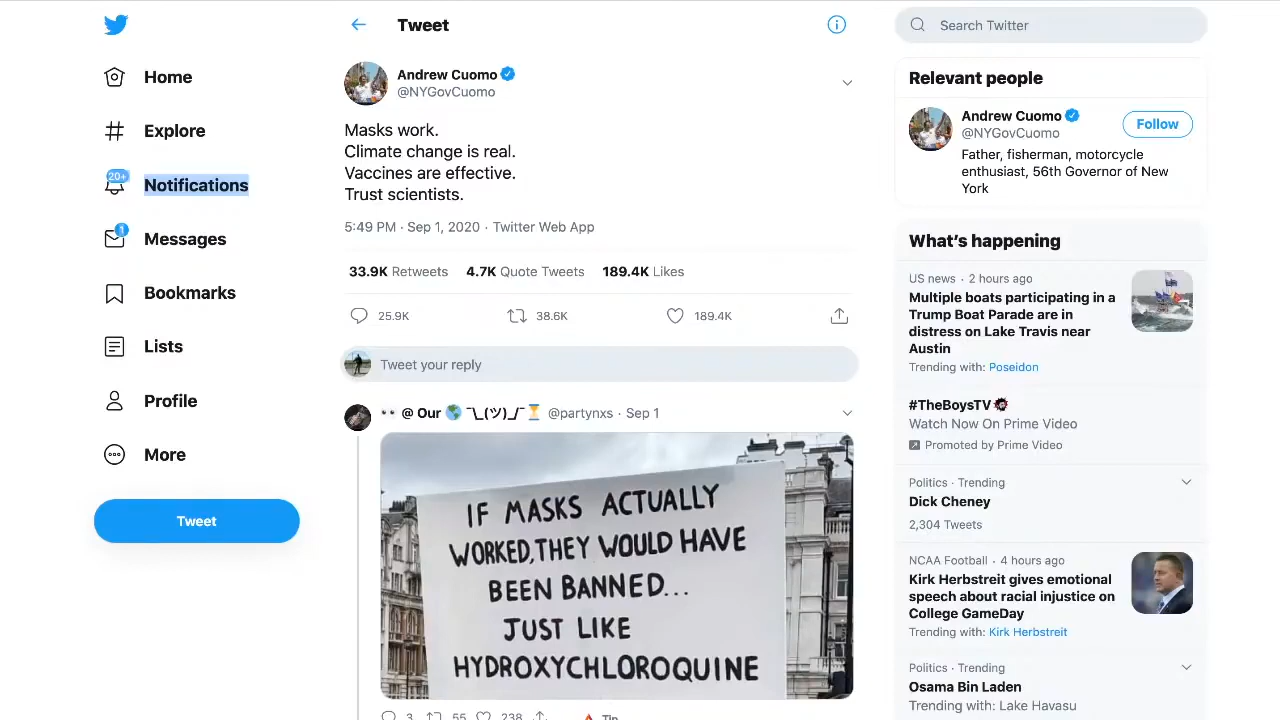 Home
Explore
20+
Notifications
1
Messages
Bookmarks
Lists
Profile
More
Tweet
Tweet
Andrew Cuomo
@NYGovCuomo
Masks work.
Climate change is real.
Vaccines are effective.
Trust scientists.
5:49 PM · Sep 1, 2020 · Twitter Web App
33.9K Retweets 4.7K Quote Tweets 189.4K Likes
25.9K 38.6K 189.4K
Tweet your reply
👀 @ Our 🌎 ¯\_(ツ)_/¯⏳ @partynxs · Sep 1
IF MASKS ACTUALLY
WORKED, THEY WOULD HAVE
BEEN BANNED...
JUST LIKE
HYDROXYCHLOROQUINE
3 55 238 Tip
Search Twitter
Relevant people
Andrew Cuomo
@NYGovCuomo
Follow
Father, fisherman, motorcycle
enthusiast, 56th Governor of New
York
What's happening
US news · 2 hours ago
Multiple boats participating in a
Trump Boat Parade are in
distress on Lake Travis near
Austin
Trending with: Poseidon
#TheBoysTV
Watch Now On Prime Video
Promoted by Prime Video
Politics · Trending
Dick Cheney
2,304 Tweets
NCAA Football · 4 hours ago
Kirk Herbstreit gives emotional
speech about racial injustice on
College GameDay
Trending with: Kirk Herbstreit
Politics · Trending
Osama Bin Laden
Trending with: Lake Havasu